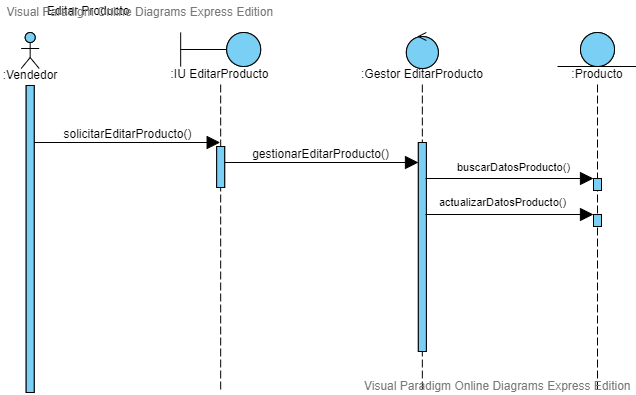 Visual Paradigm Online Diagrams Express Edition
Editar Producto
:Vendedor
:IU EditarProducto
:Gestor EditarProducto
:Producto
solicitarEditarProducto()
gestionarEditarProducto()
buscarDatosProducto()
actualizarDatosProducto()
Visual Paradigm Online Diagrams Express Edition